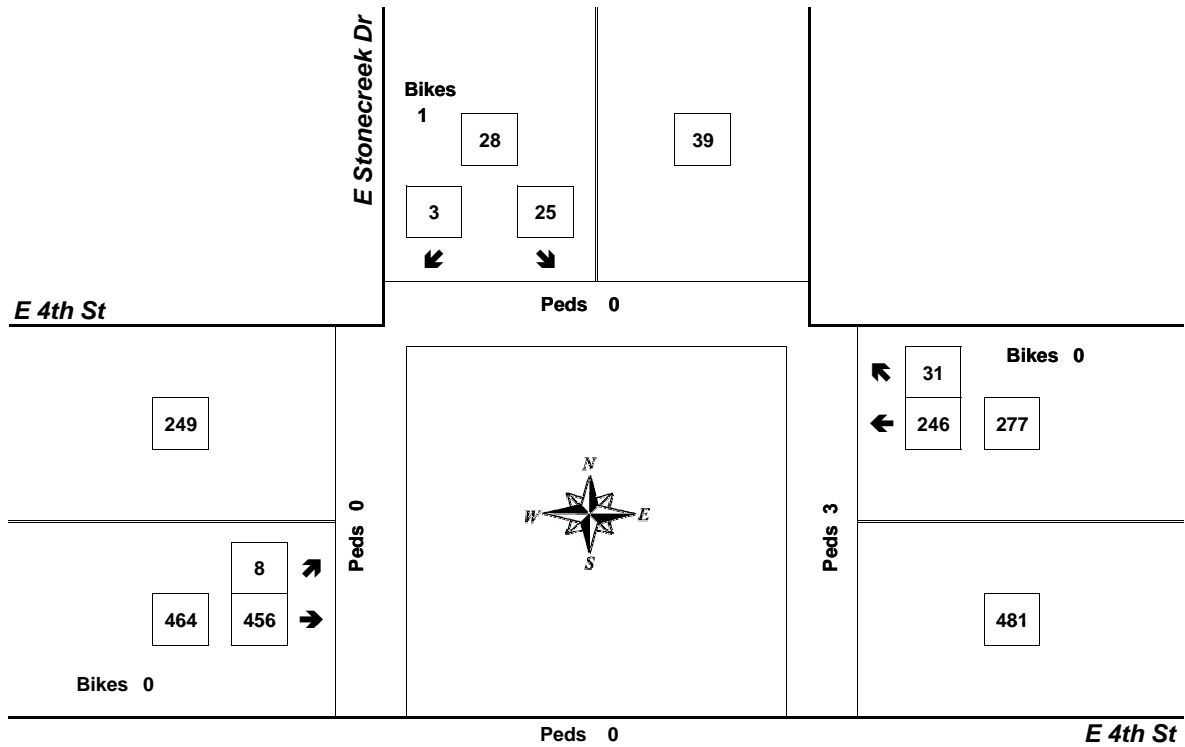 E Stonecreek Dr
Bikes
1
28
39
3
25
Peds 0
E 4th St
Bikes 0
31
249
246
277
N
W
E
S
Peds 0
Peds 3
8
464
456
481
Bikes 0
Peds 0
E 4th St